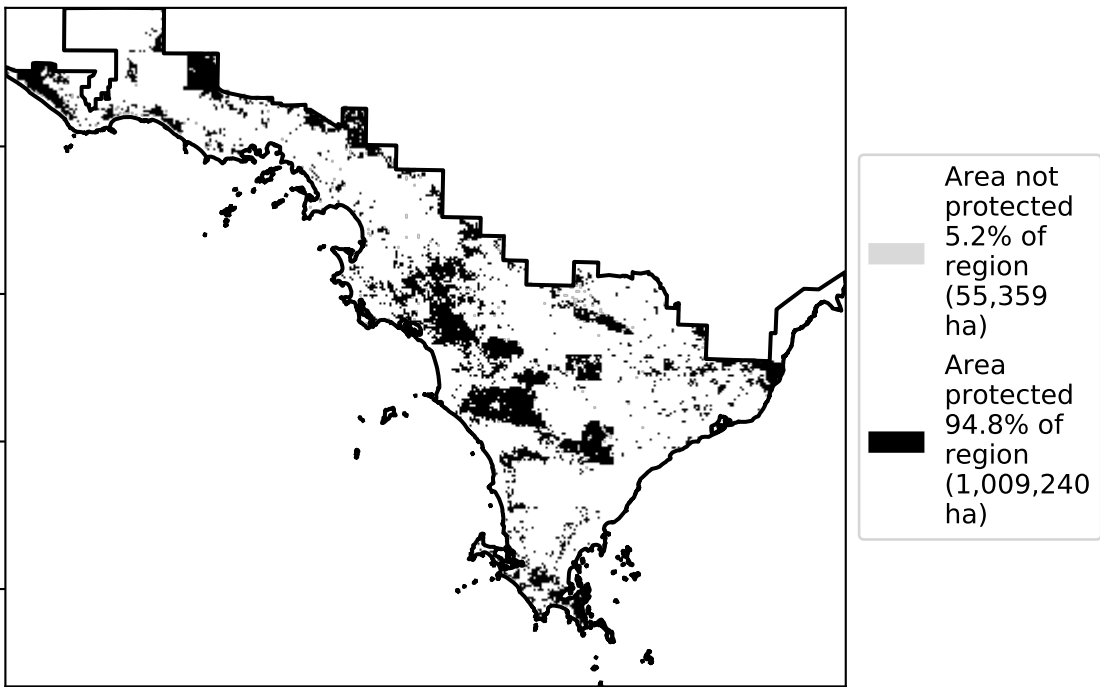 Area not
protected
5.2% of
region
(55,359
ha)
Area
protected
94.8% of
region
(1,009,240
ha)